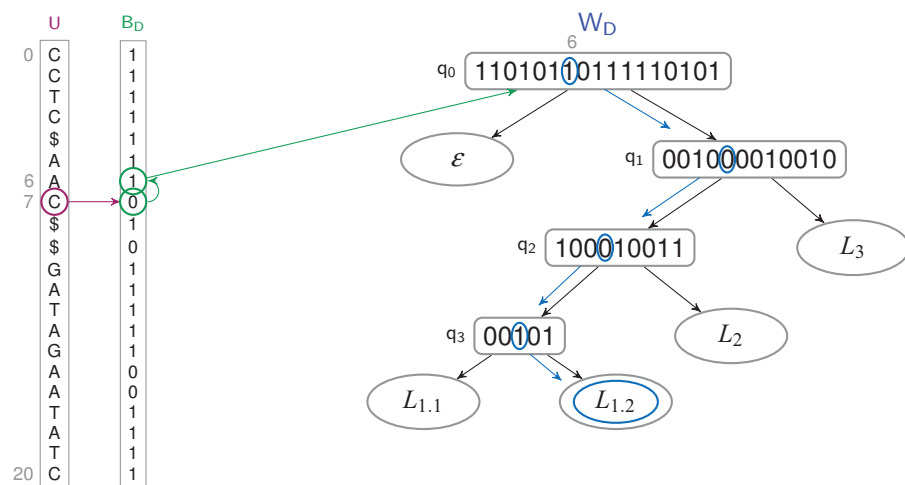 U B_D W_D
6
0 C 1
C 1
T 1
C 1
$ 1
A 1
6 A 1
7 C 0
$ 1
$ 0
G 1
A 1
T 1
A 1
G 1
A 0
A 0
T 1
A 1
T 1
20 C 1
q₀ 11010110111110101
ε
q₁ 001000010010
q₂ 100010011
L₃
q₃ 00101
L₂
L₁.₁
L₁.₂